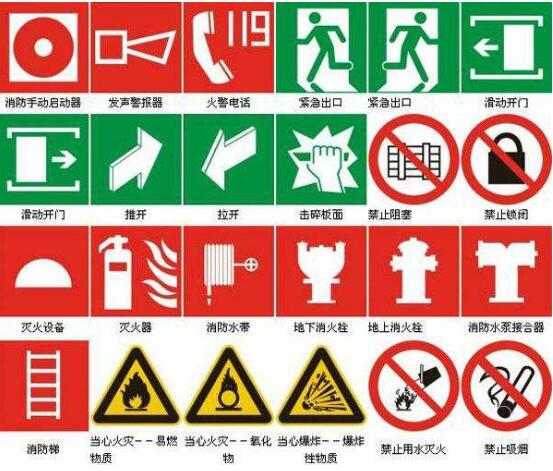 119
消防手动启动器 发声警报器 火警电话 紧急出口 紧急出口 滑动开门
滑动开门 推开 拉开 击碎板面 禁止阻塞 禁止锁闭
灭火设备 灭火器 消防水带 地下消火栓 地上消火栓 消防水泵接合器
消防梯 当心火灾--易燃 当心火灾--氧化 当心爆炸--爆炸 禁止用水灭火 禁止吸烟
物质 物 性物质